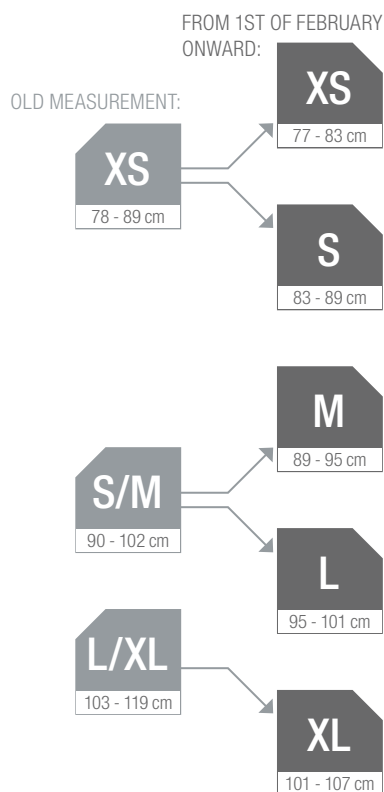 FROM 1ST OF FEBRUARY
ONWARD:
OLD MEASUREMENT:
XS
77 - 83 cm
XS
78 - 89 cm
S
83 - 89 cm
M
89 - 95 cm
S/M
90 - 102 cm
L
95 - 101 cm
L/XL
103 - 119 cm
XL
101 - 107 cm